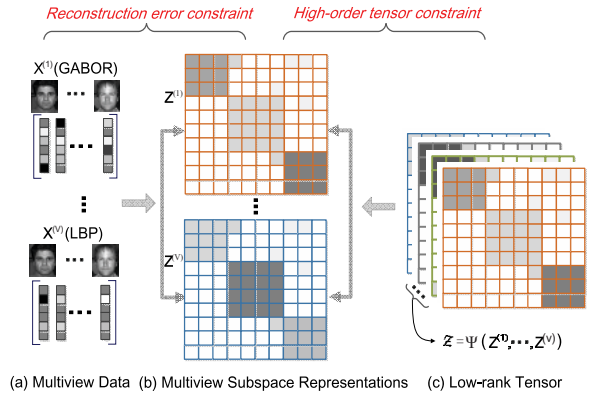 Reconstruction error constraint
High-order tensor constraint
X⁽¹⁾(GABOR)
Z⁽¹⁾
X⁽ⱽ⁾(LBP)
Z⁽ⱽ⁾
𝓩 = Ψ ( Z⁽¹⁾,···, Z⁽ⱽ⁾)
(a) Multiview Data
(b) Multiview Subspace Representations
(c) Low-rank Tensor